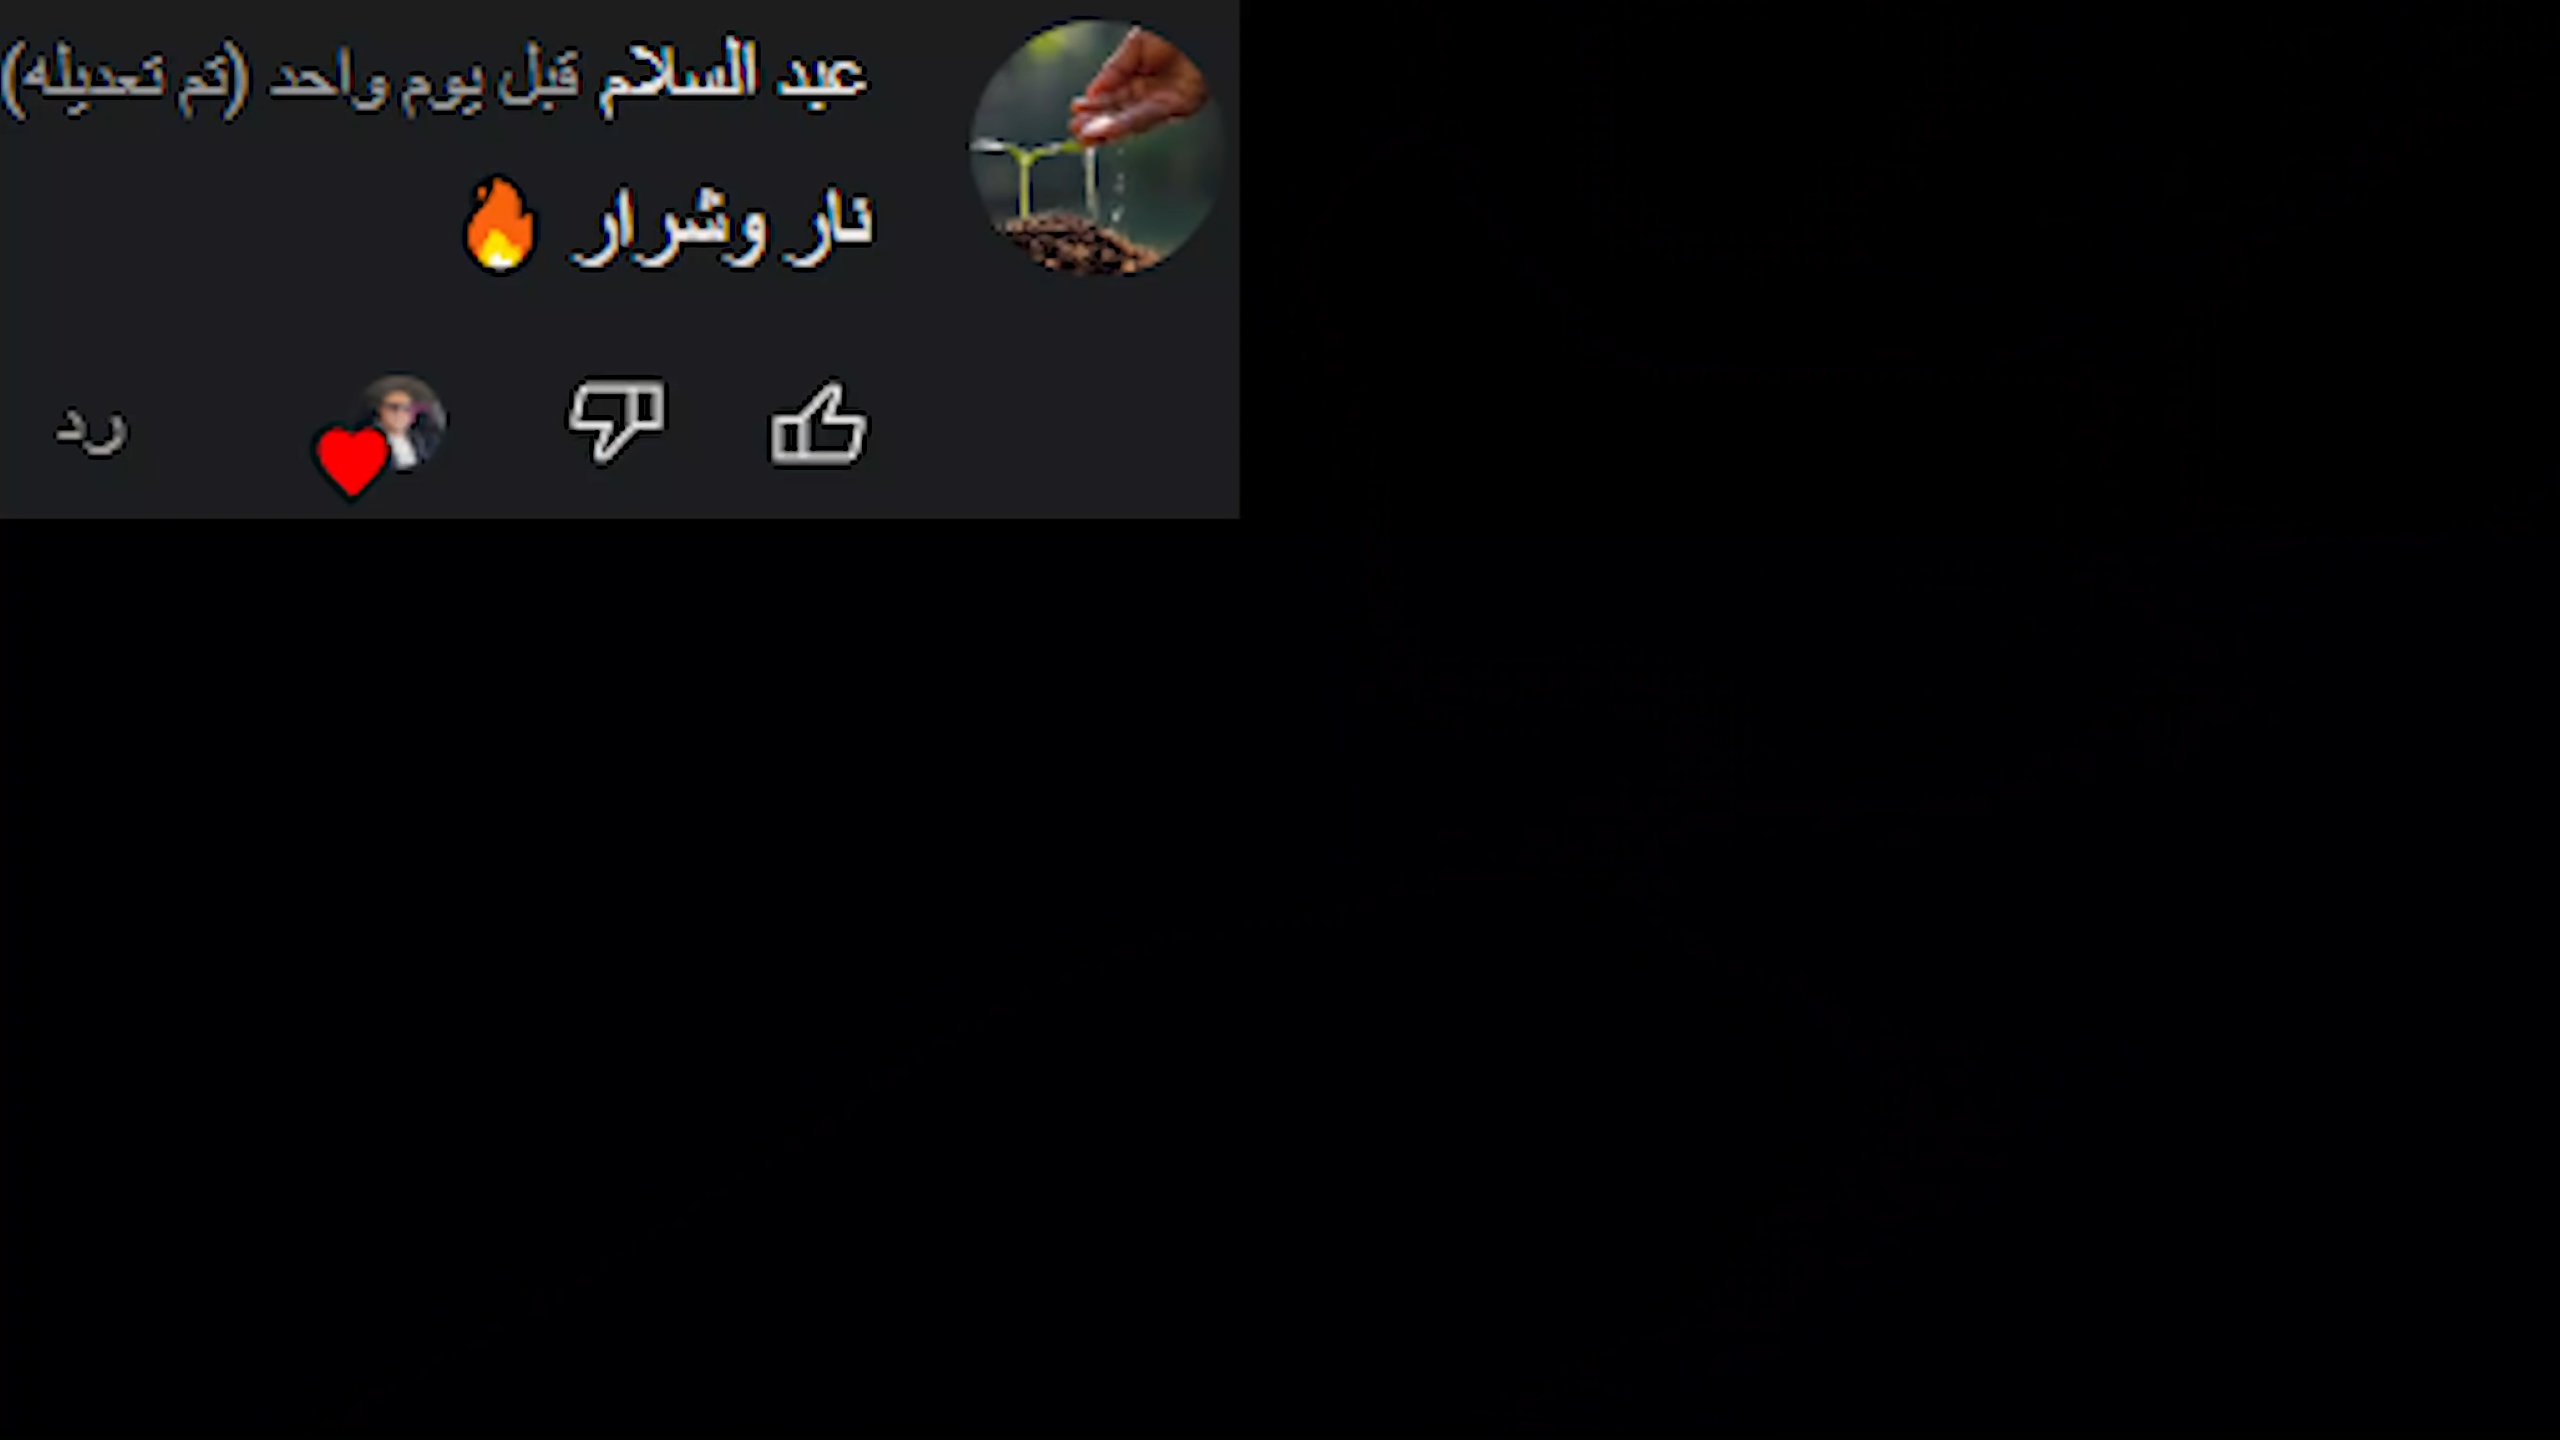 عبد السلام قبل يوم واحد (تم تعديله)
نار وشرار 🔥
رد